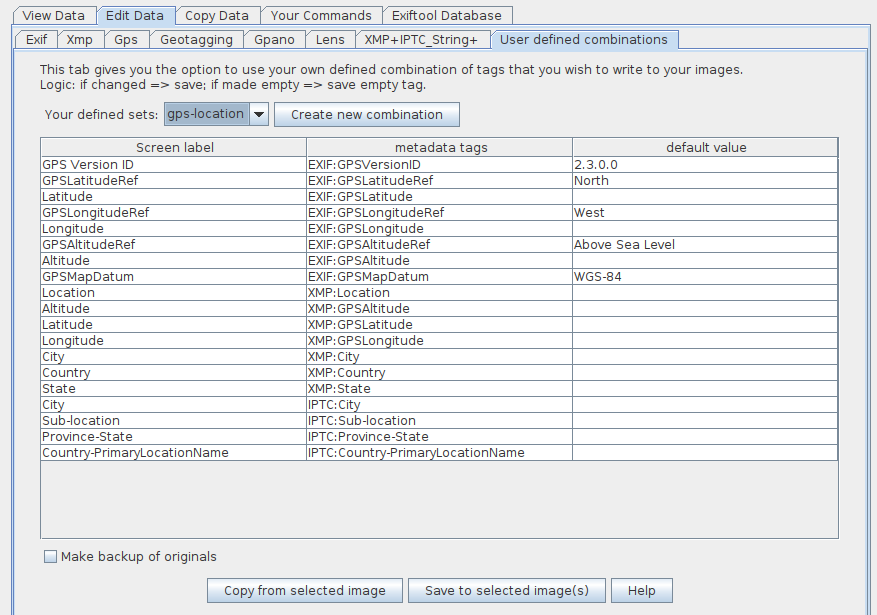 View Data Edit Data Copy Data Your Commands Exiftool Database
Exif Xmp Gps Geotagging Gpano Lens XMP+IPTC_String+ User defined combinations
This tab gives you the option to use your own defined combination of tags that you wish to write to your images.
Logic: if changed => save; if made empty => save empty tag.
Your defined sets: gps-location Create new combination
Screen label metadata tags default value
GPS Version ID EXIF:GPSVersionID 2.3.0.0
GPSLatitudeRef EXIF:GPSLatitudeRef North
Latitude EXIF:GPSLatitude
GPSLongitudeRef EXIF:GPSLongitudeRef West
Longitude EXIF:GPSLongitude
GPSAltitudeRef EXIF:GPSAltitudeRef Above Sea Level
Altitude EXIF:GPSAltitude
GPSMapDatum EXIF:GPSMapDatum WGS-84
Location XMP:Location
Altitude XMP:GPSAltitude
Latitude XMP:GPSLatitude
Longitude XMP:GPSLongitude
City XMP:City
Country XMP:Country
State XMP:State
City IPTC:City
Sub-location IPTC:Sub-location
Province-State IPTC:Province-State
Country-PrimaryLocationName IPTC:Country-PrimaryLocationName
Make backup of originals
Copy from selected image Save to selected image(s) Help